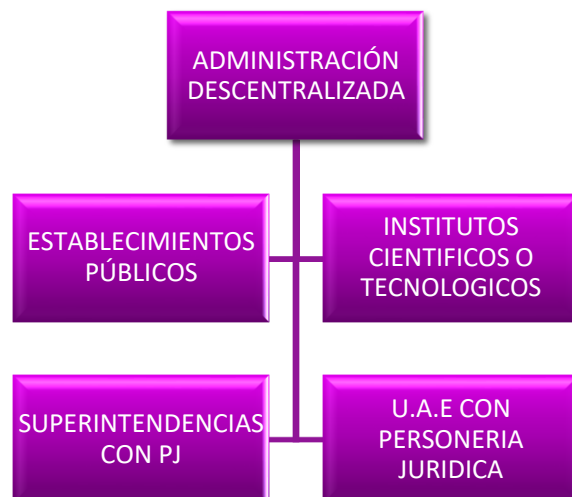 ADMINISTRACIÓN
DESCENTRALIZADA
ESTABLECIMIENTOS
PÚBLICOS
INSTITUTOS
CIENTIFICOS O
TECNOLOGICOS
SUPERINTENDENCIAS
CON PJ
U.A.E CON
PERSONERIA
JURIDICA